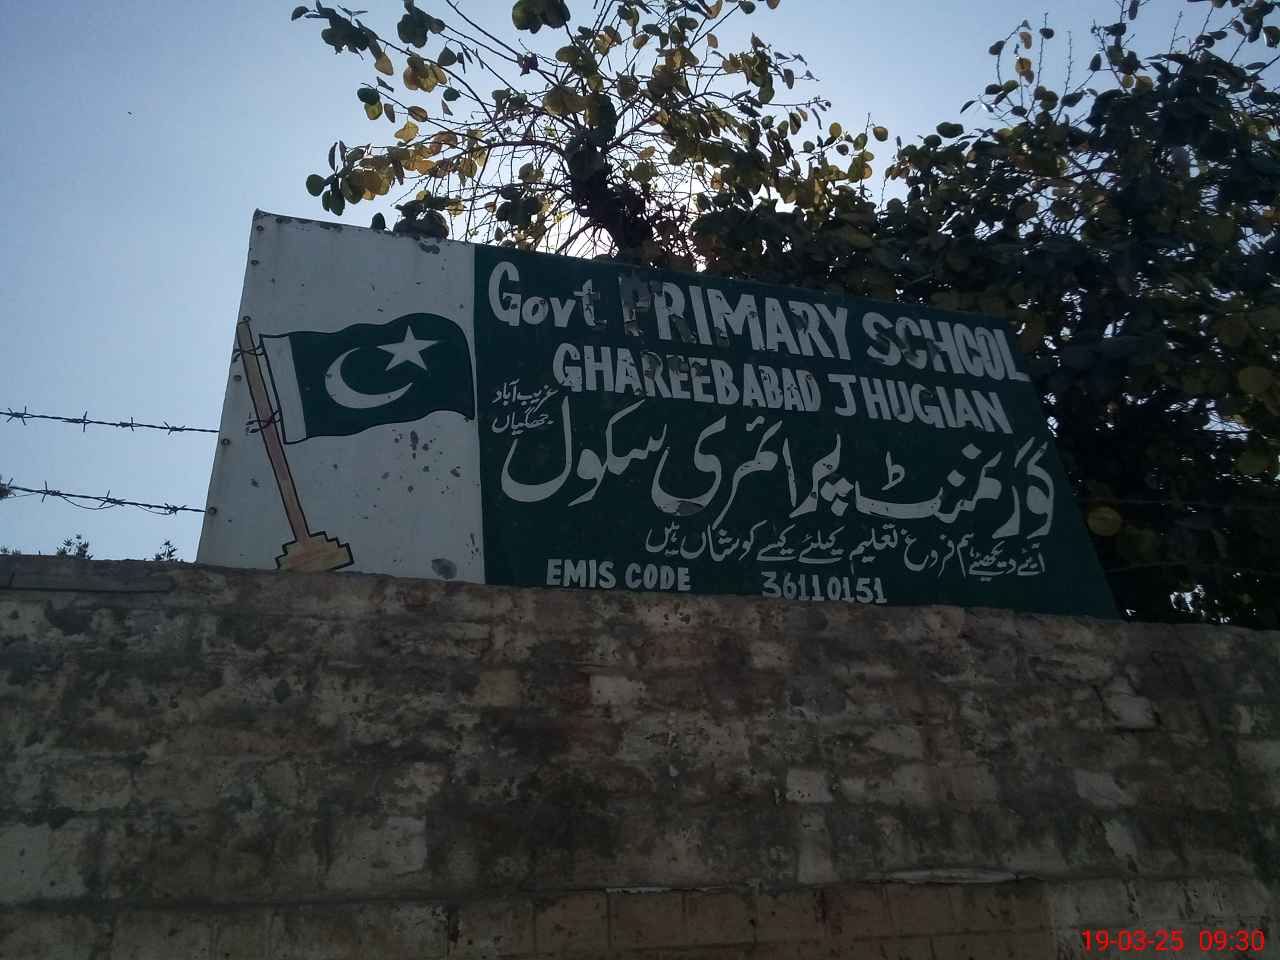 Govt PRIMARY SCHOOL
GHAREEBABAD JHUGIAN
گورنمنٹ پرائمری سکول
غریب آباد
جھگیاں
آئیے دیکھئیے ہم فروغ تعلیم کیلئے کیسے کوشاں ہیں
EMIS CODE 36110151
19-03-25 09:30